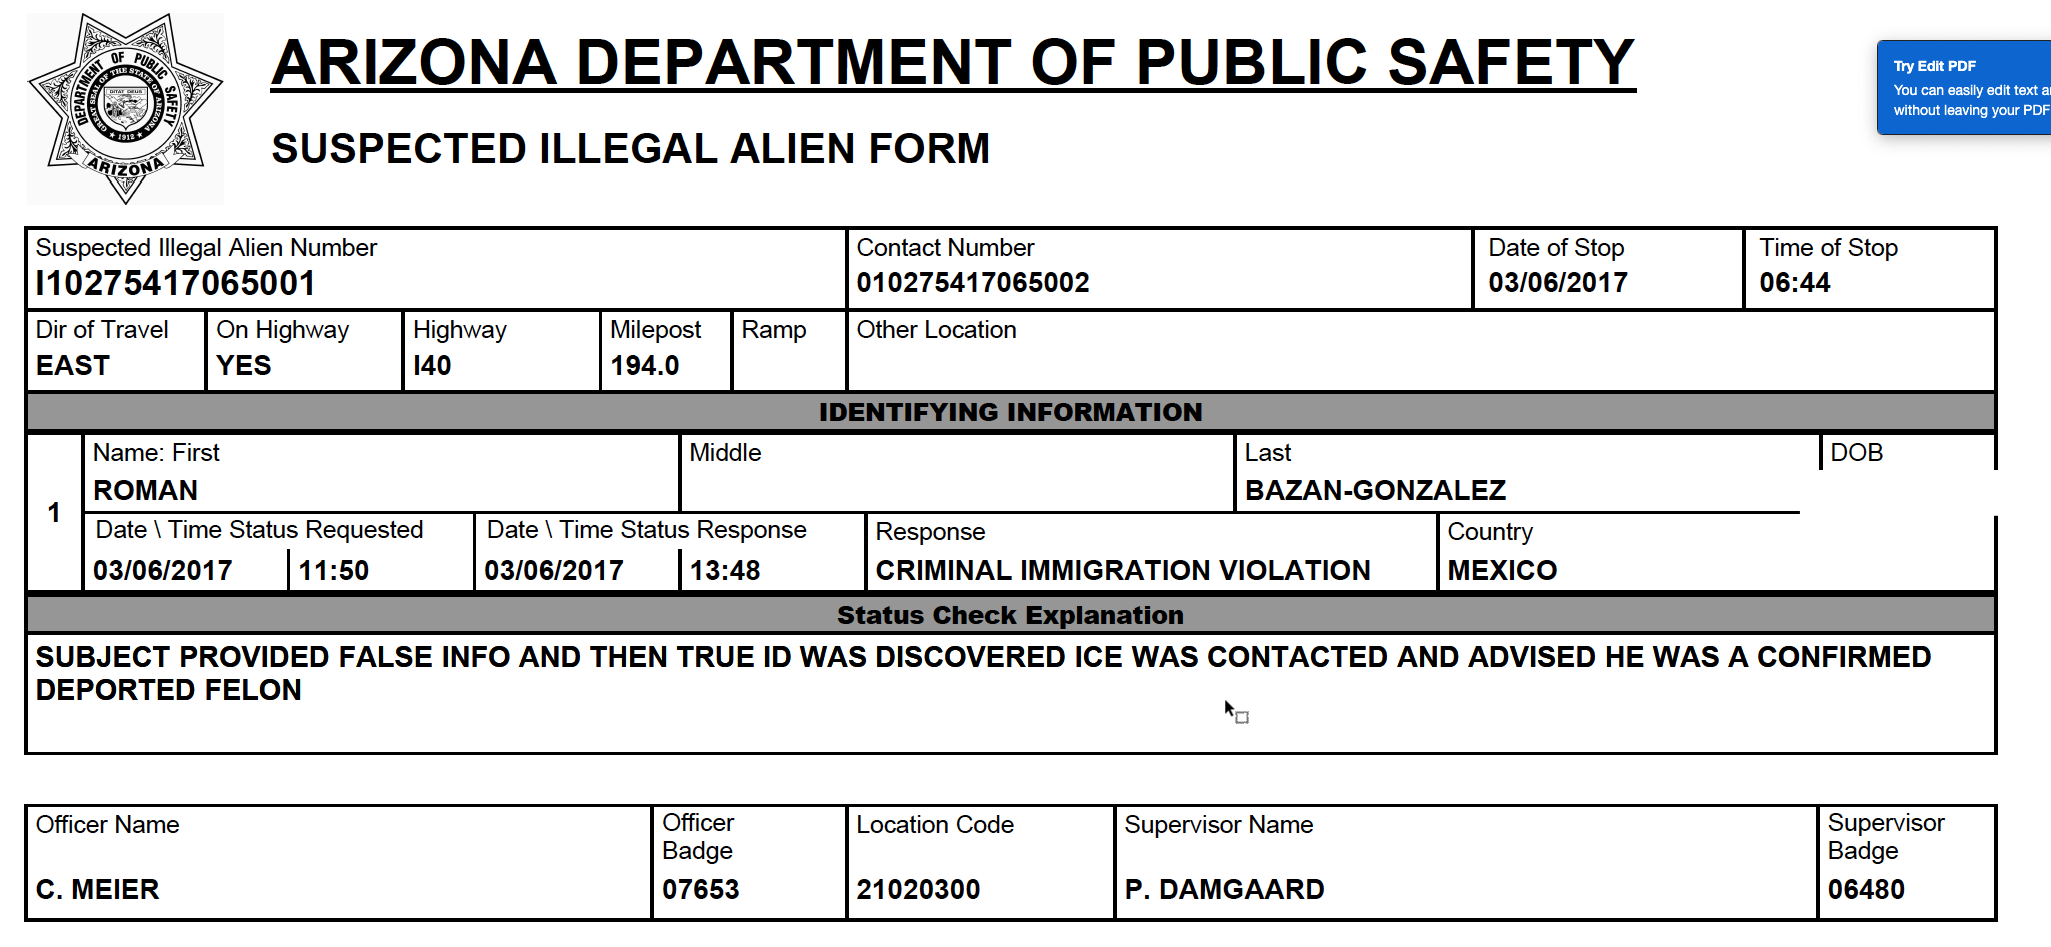 ARIZONA DEPARTMENT OF PUBLIC SAFETY
SUSPECTED ILLEGAL ALIEN FORM
DEPARTMENT OF PUBLIC SAFETY
GREAT SEAL OF THE STATE OF ARIZONA
DITAT DEUS
★ 1912 ★
ARIZONA
Try Edit PDF
You can easily edit text a
without leaving your PDF
Suspected Illegal Alien Number
I10275417065001
Contact Number
010275417065002
Date of Stop
03/06/2017
Time of Stop
06:44
Dir of Travel
EAST
On Highway
YES
Highway
I40
Milepost
194.0
Ramp
Other Location
IDENTIFYING INFORMATION
1
Name: First
ROMAN
Middle
Last
BAZAN-GONZALEZ
DOB
Date \ Time Status Requested
03/06/2017 11:50
Date \ Time Status Response
03/06/2017 13:48
Response
CRIMINAL IMMIGRATION VIOLATION
Country
MEXICO
Status Check Explanation
SUBJECT PROVIDED FALSE INFO AND THEN TRUE ID WAS DISCOVERED ICE WAS CONTACTED AND ADVISED HE WAS A CONFIRMED
DEPORTED FELON
Officer Name
C. MEIER
Officer
Badge
07653
Location Code
21020300
Supervisor Name
P. DAMGAARD
Supervisor
Badge
06480